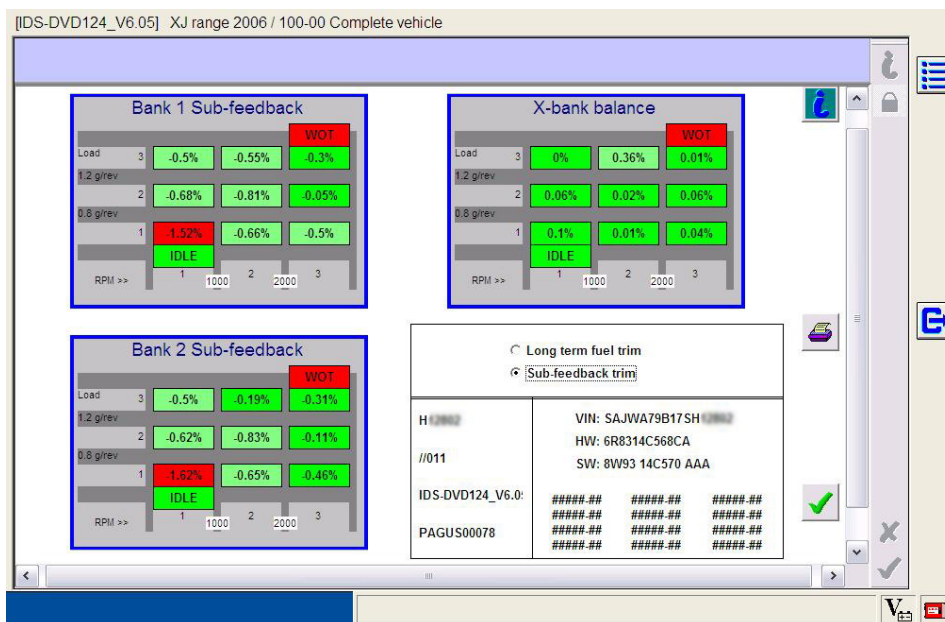 [IDS-DVD124_V6.05] XJ range 2006 / 100-00 Complete vehicle
Bank 1 Sub-feedback
WOT
Load 3 -0.5% -0.55% -0.3%
1.2 g/rev
2 -0.68% -0.81% -0.05%
0.8 g/rev
1 -1.52% -0.66% -0.5%
IDLE
RPM >> 1 1000 2 2000 3
X-bank balance
WOT
Load 3 0% 0.36% 0.01%
1.2 g/rev
2 0.06% 0.02% 0.06%
0.8 g/rev
1 0.1% 0.01% 0.04%
IDLE
RPM >> 1 1000 2 2000 3
Bank 2 Sub-feedback
WOT
Load 3 -0.5% -0.19% -0.31%
1.2 g/rev
2 -0.62% -0.83% -0.11%
0.8 g/rev
1 -1.62% -0.65% -0.46%
IDLE
RPM >> 1 1000 2 2000 3
Long term fuel trim
Sub-feedback trim
H
//011
IDS-DVD124_V6.0
PAGUS00078
VIN: SAJWA79B17SH
HW: 6R8314C568CA
SW: 8W93 14C570 AAA
#####-## #####-## #####-##
#####-## #####-## #####-##
#####-## #####-## #####-##
#####-## #####-## #####-##